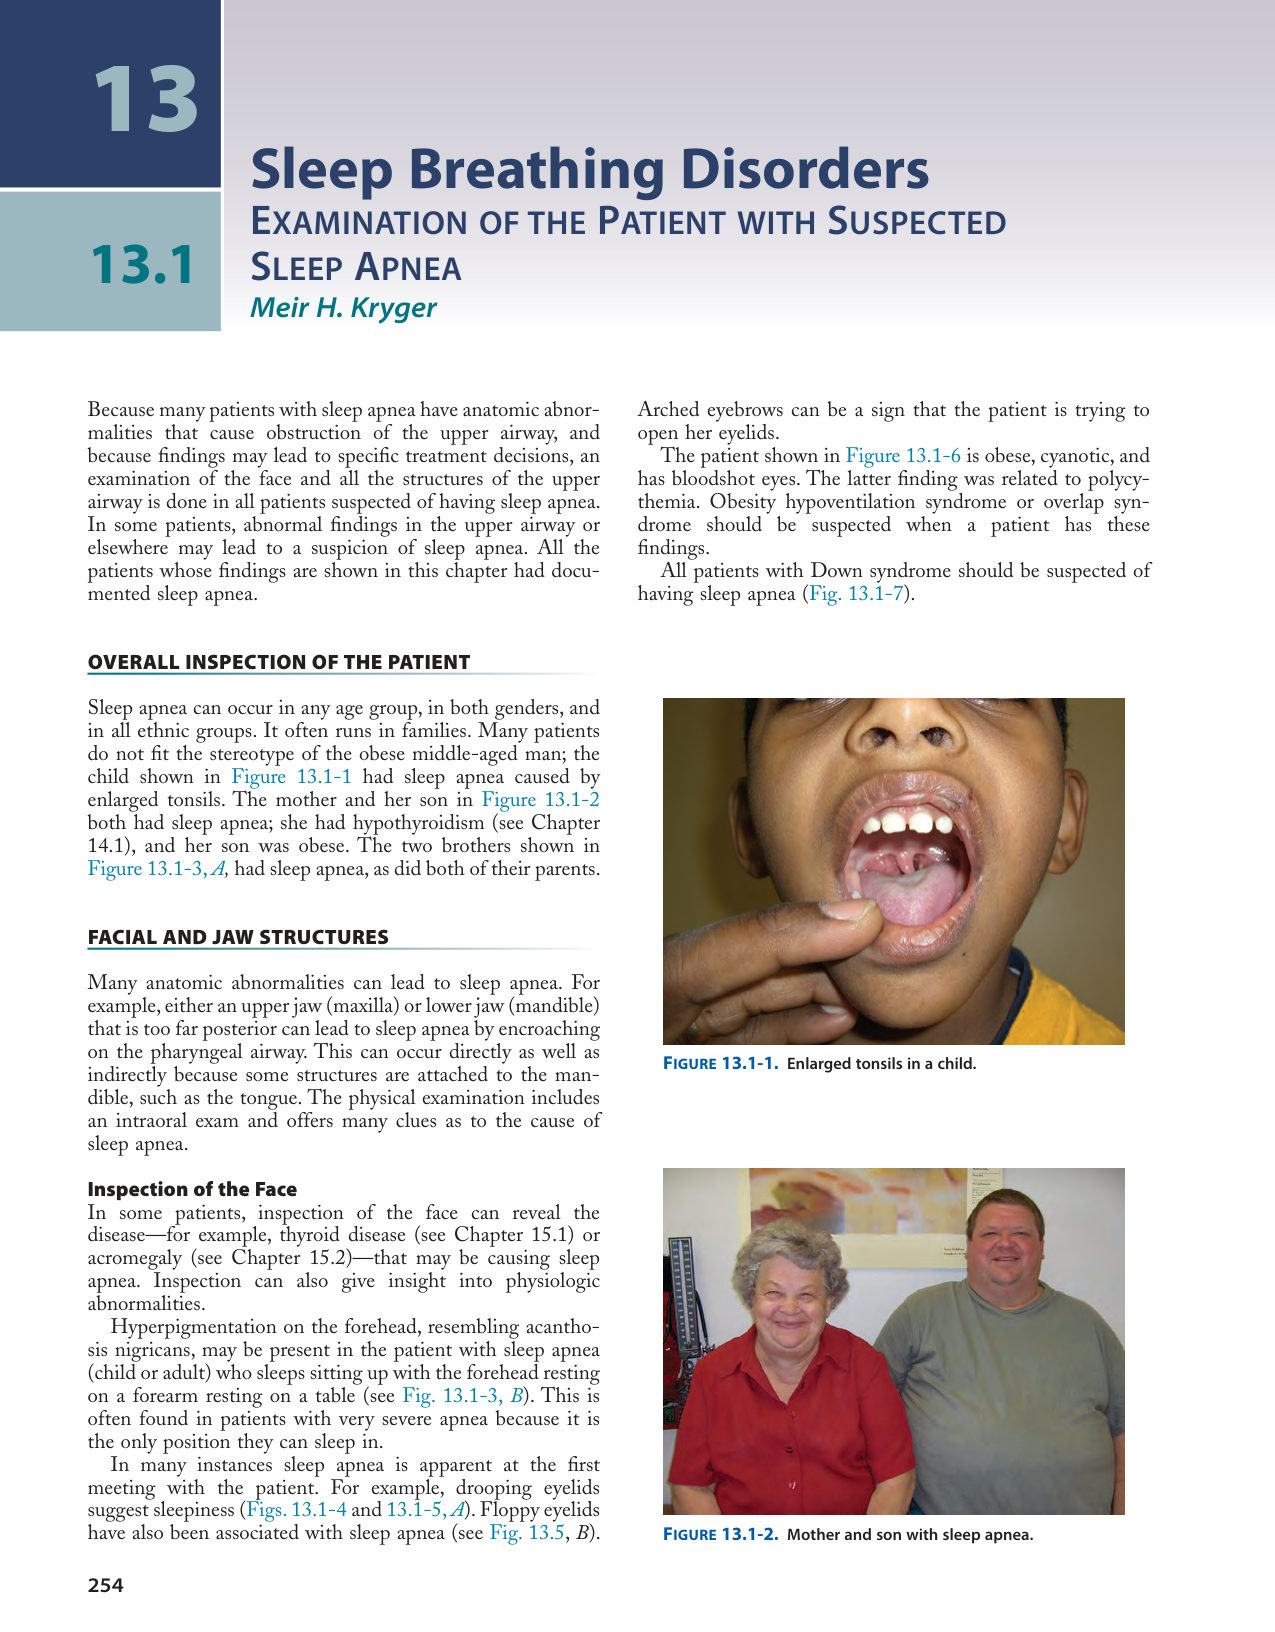 13
13.1
Sleep Breathing Disorders
EXAMINATION OF THE PATIENT WITH SUSPECTED
SLEEP APNEA
Meir H. Kryger
Because many patients with sleep apnea have anatomic abnor-
malities that cause obstruction of the upper airway, and
because findings may lead to specific treatment decisions, an
examination of the face and all the structures of the upper
airway is done in all patients suspected of having sleep apnea.
In some patients, abnormal findings in the upper airway or
elsewhere may lead to a suspicion of sleep apnea. All the
patients whose findings are shown in this chapter had docu-
mented sleep apnea.
OVERALL INSPECTION OF THE PATIENT
Sleep apnea can occur in any age group, in both genders, and
in all ethnic groups. It often runs in families. Many patients
do not fit the stereotype of the obese middle-aged man; the
child shown in Figure 13.1-1 had sleep apnea caused by
enlarged tonsils. The mother and her son in Figure 13.1-2
both had sleep apnea; she had hypothyroidism (see Chapter
14.1), and her son was obese. The two brothers shown in
Figure 13.1-3, A, had sleep apnea, as did both of their parents.
FACIAL AND JAW STRUCTURES
Many anatomic abnormalities can lead to sleep apnea. For
example, either an upper jaw (maxilla) or lower jaw (mandible)
that is too far posterior can lead to sleep apnea by encroaching
on the pharyngeal airway. This can occur directly as well as
indirectly because some structures are attached to the man-
dible, such as the tongue. The physical examination includes
an intraoral exam and offers many clues as to the cause of
sleep apnea.
Inspection of the Face
In some patients, inspection of the face can reveal the
disease—for example, thyroid disease (see Chapter 15.1) or
acromegaly (see Chapter 15.2)—that may be causing sleep
apnea. Inspection can also give insight into physiologic
abnormalities.
Hyperpigmentation on the forehead, resembling acantho-
sis nigricans, may be present in the patient with sleep apnea
(child or adult) who sleeps sitting up with the forehead resting
on a forearm resting on a table (see Fig. 13.1-3, B). This is
often found in patients with very severe apnea because it is
the only position they can sleep in.
In many instances sleep apnea is apparent at the first
meeting with the patient. For example, drooping eyelids
suggest sleepiness (Figs. 13.1-4 and 13.1-5, A). Floppy eyelids
have also been associated with sleep apnea (see Fig. 13.5, B).
Arched eyebrows can be a sign that the patient is trying to
open her eyelids.
The patient shown in Figure 13.1-6 is obese, cyanotic, and
has bloodshot eyes. The latter finding was related to polycy-
themia. Obesity hypoventilation syndrome or overlap syn-
drome should be suspected when a patient has these
findings.
All patients with Down syndrome should be suspected of
having sleep apnea (Fig. 13.1-7).
FIGURE 13.1-1. Enlarged tonsils in a child.
FIGURE 13.1-2. Mother and son with sleep apnea.
254